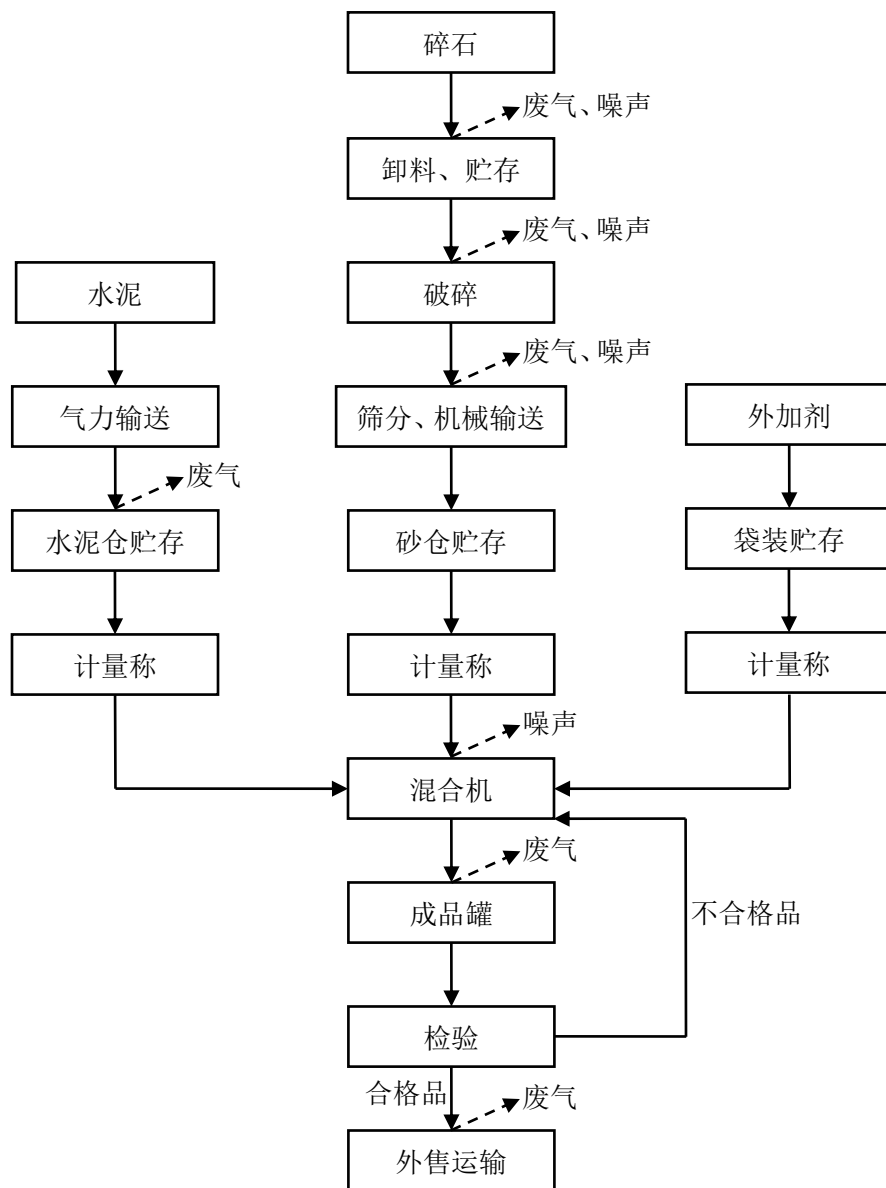 碎石
废气、噪声
卸料、贮存
废气、噪声
水泥
破碎
废气、噪声
气力输送
筛分、机械输送
外加剂
废气
水泥仓贮存
砂仓贮存
袋装贮存
计量称
计量称
计量称
噪声
混合机
废气
成品罐
不合格品
检验
合格品
废气
外售运输